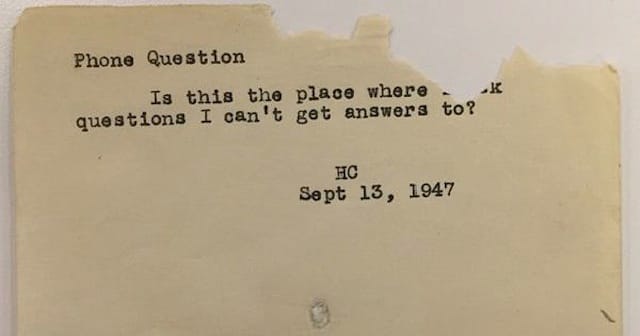 Phone Question
Is this the place where
questions I can't get answers to?
HC
Sept 13, 1947